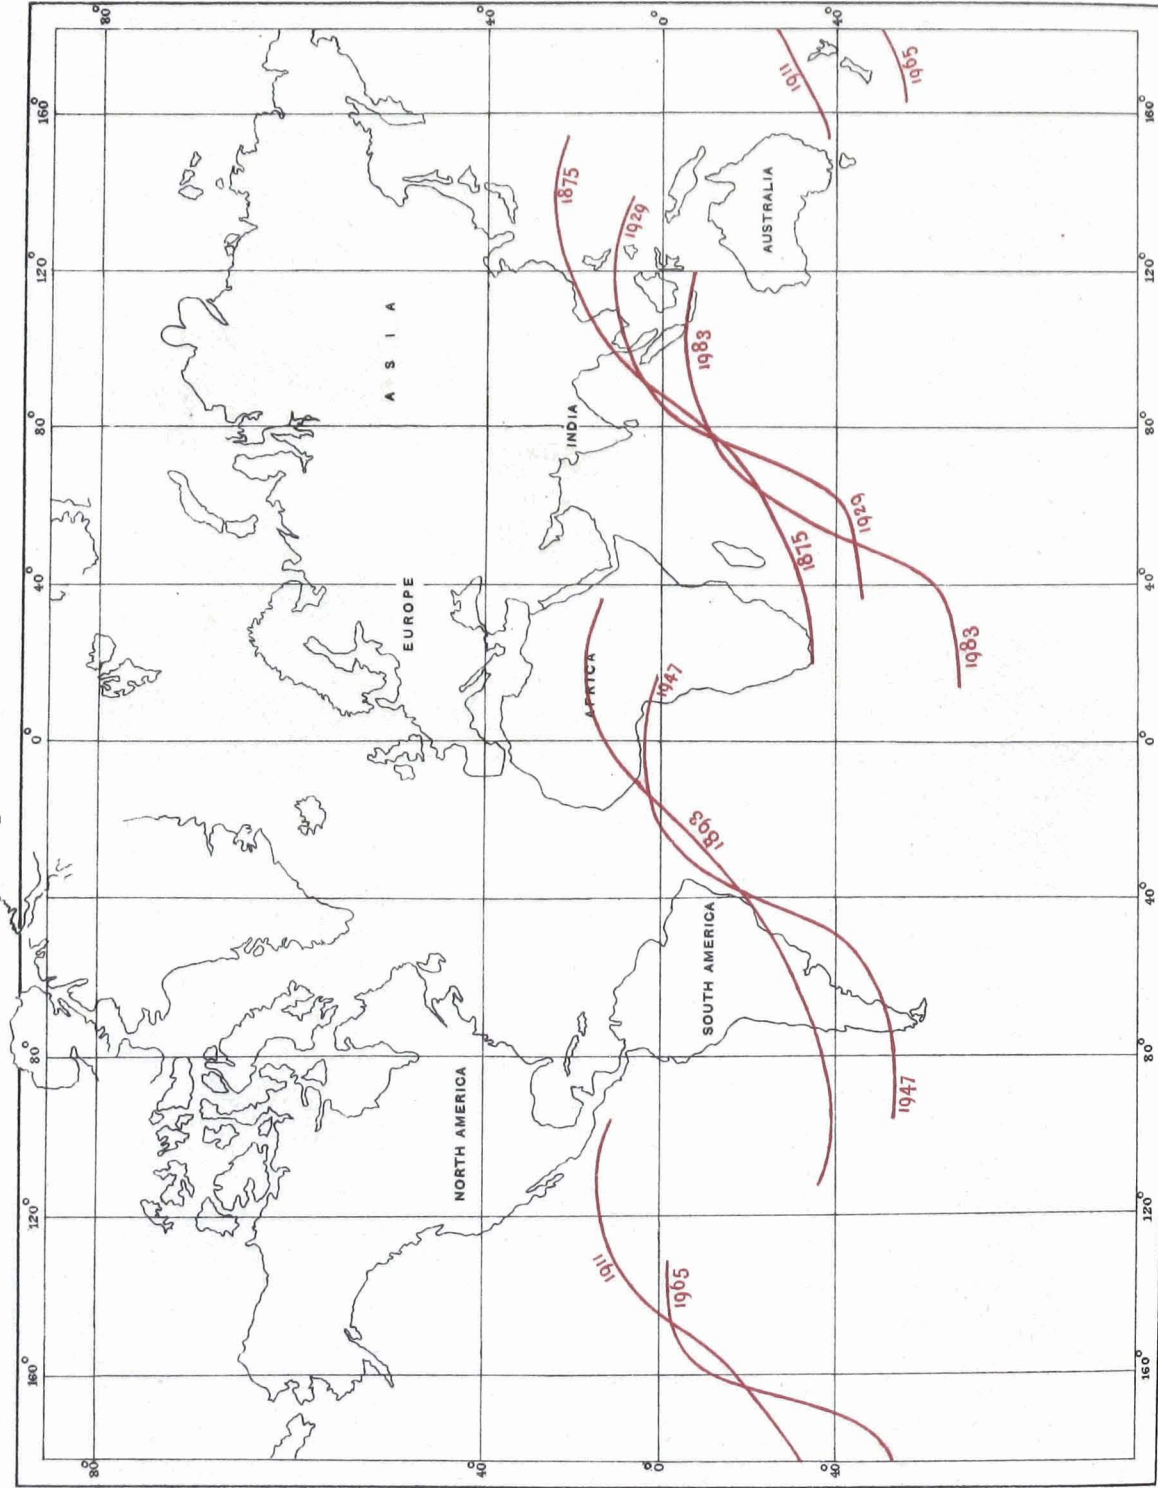 160° 120° 80° 40° 0° 40° 80° 120° 160°
80° 80°
ASIA
EUROPE
NORTH AMERICA
40° 40°
1875
INDIA
AFRICA
1911
1929
0° 0°
1947
1965
1893
1983
SOUTH AMERICA
AUSTRALIA
1911
1875
40° 40°
1929
1947
1965
1983
160° 120° 80° 40° 0° 40° 80° 120° 160°